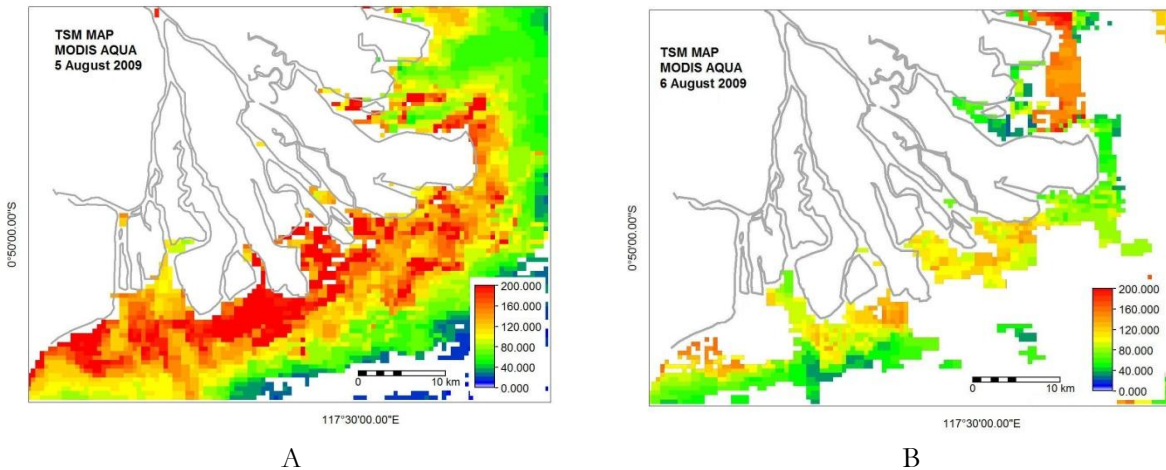 TSM MAP
MODIS AQUA
5 August 2009
0°50'00.00"S
200.000
160.000
120.000
80.000
40.000
0.000
0 10 km
117°30'00.00"E
A
TSM MAP
MODIS AQUA
6 August 2009
0°50'00.00"S
200.000
160.000
120.000
80.000
40.000
0.000
0 10 km
117°30'00.00"E
B